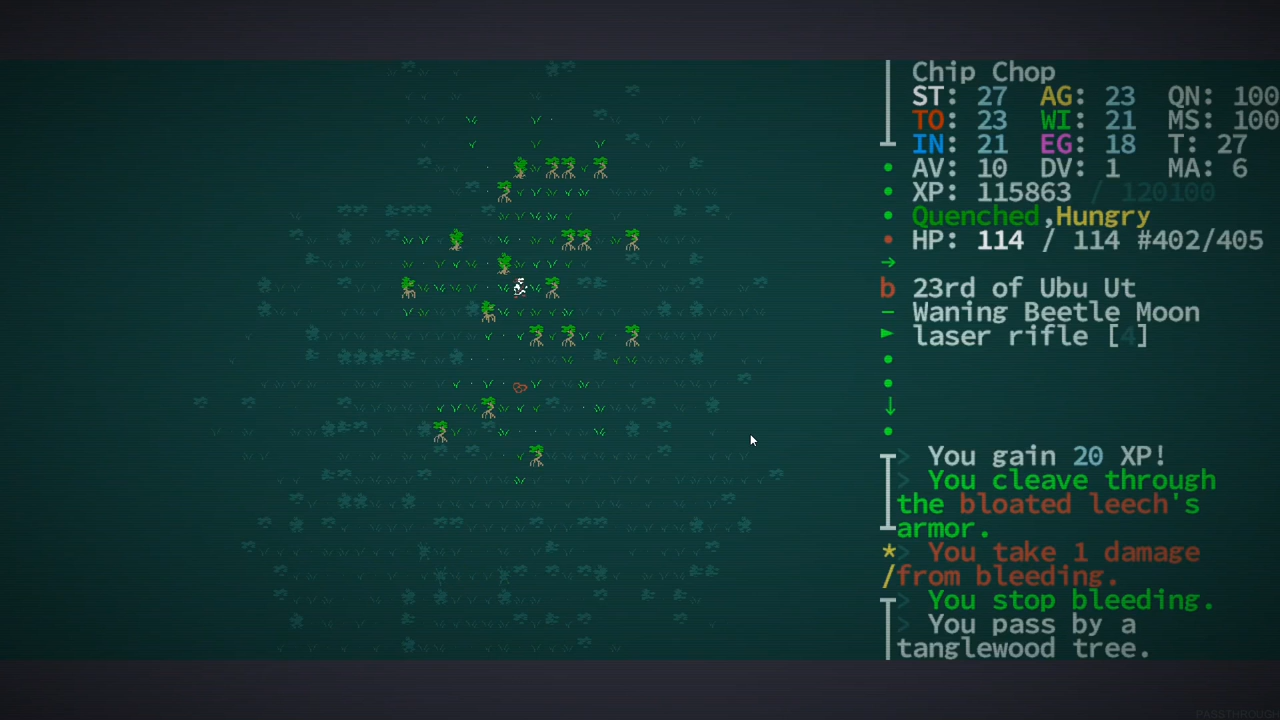 Chip Chop
ST: 27 AG: 23 QN: 100
TO: 23 WI: 21 MS: 100
IN: 21 EG: 18 T: 27
AV: 10 DV: 1 MA: 6
XP: 115863 / 120100
Quenched,Hungry
HP: 114 / 114 #402/405
b 23rd of Ubu Ut
Waning Beetle Moon
laser rifle [4]
> You gain 20 XP!
> You cleave through
the bloated leech's
armor.
> You take 1 damage
from bleeding.
> You stop bleeding.
> You pass by a
tanglewood tree.